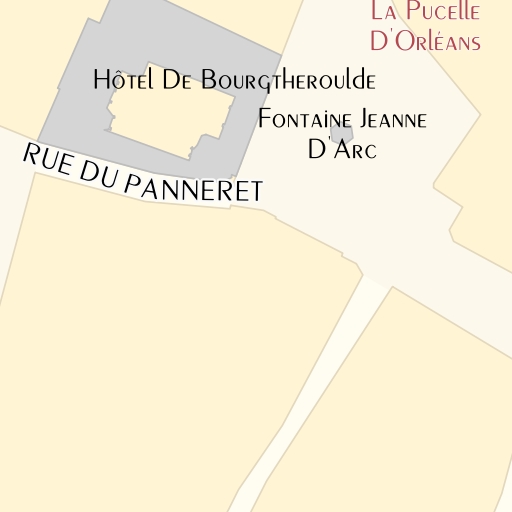 La Pucelle
D'Orléans
Hôtel De Bourgtheroulde
Fontaine Jeanne
D'Arc
RUE DU PANNERET